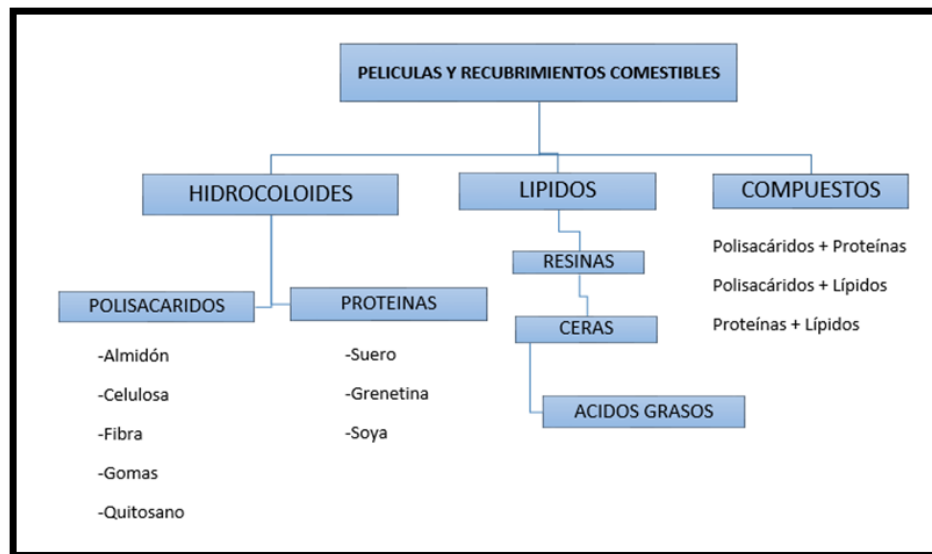 PELICULAS Y RECUBRIMIENTOS COMESTIBLES
HIDROCOLOIDES
LIPIDOS
COMPUESTOS
POLISACARIDOS
-Almidón
-Celulosa
-Fibra
-Gomas
-Quitosano
PROTEINAS
-Suero
-Grenetina
-Soya
RESINAS
CERAS
ACIDOS GRASOS
Polisacáridos + Proteínas
Polisacáridos + Lípidos
Proteínas + Lípidos